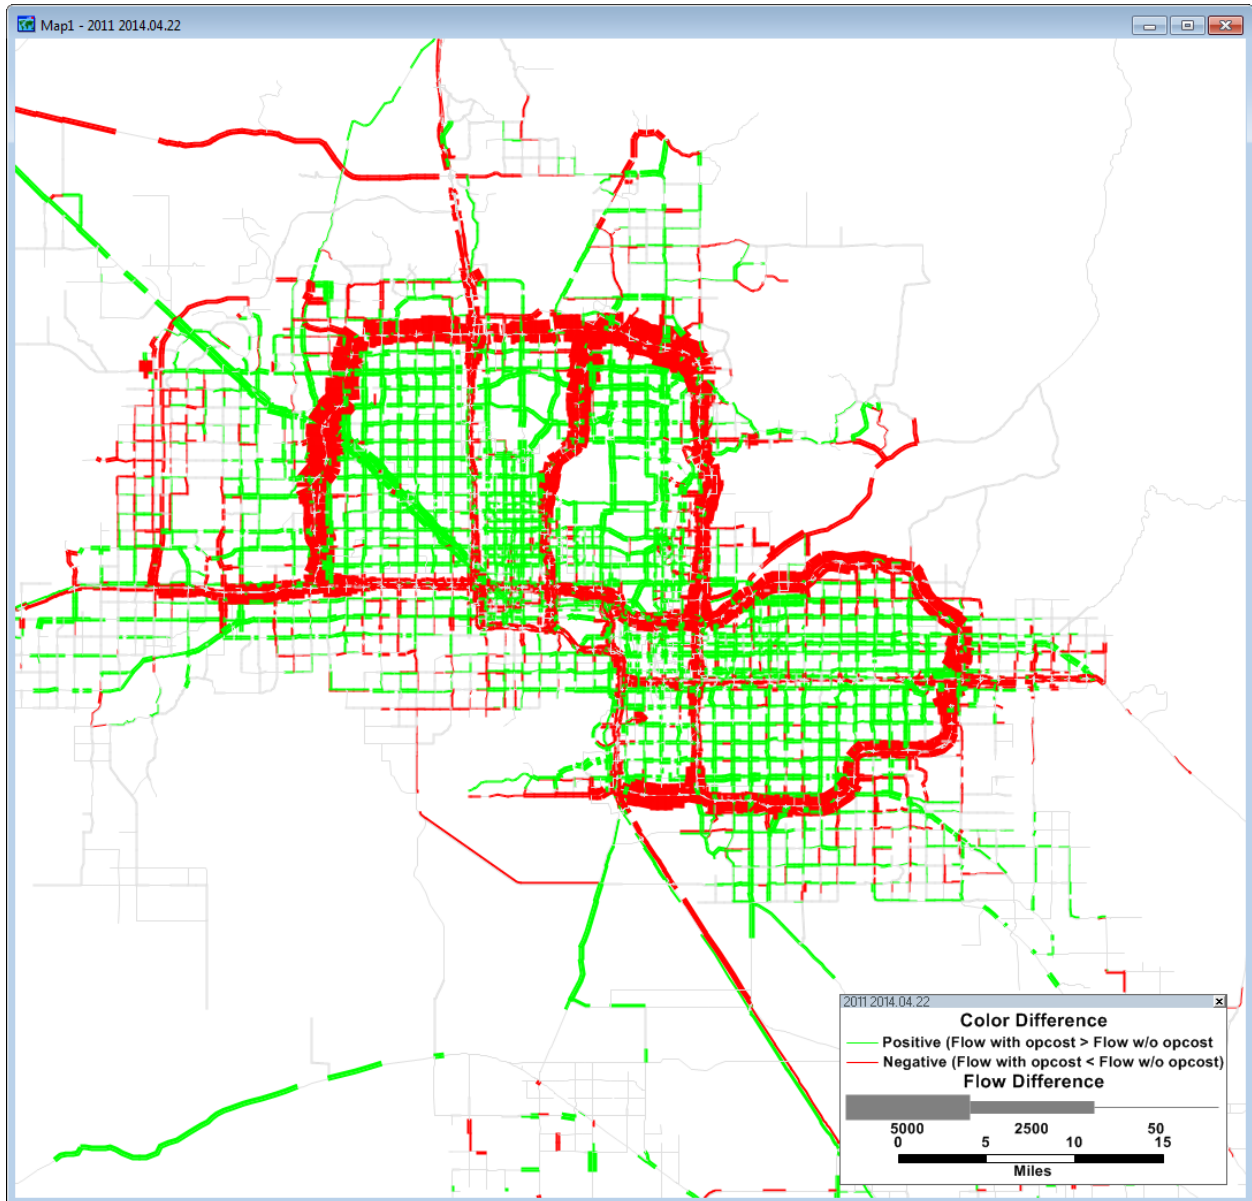 Map1 - 2011 2014.04.22
2011 2014.04.22
Color Difference
Positive (Flow with opcost > Flow w/o opcost
Negative (Flow with opcost < Flow w/o opcost)
Flow Difference
5000 2500 50
0 5 10 15
Miles